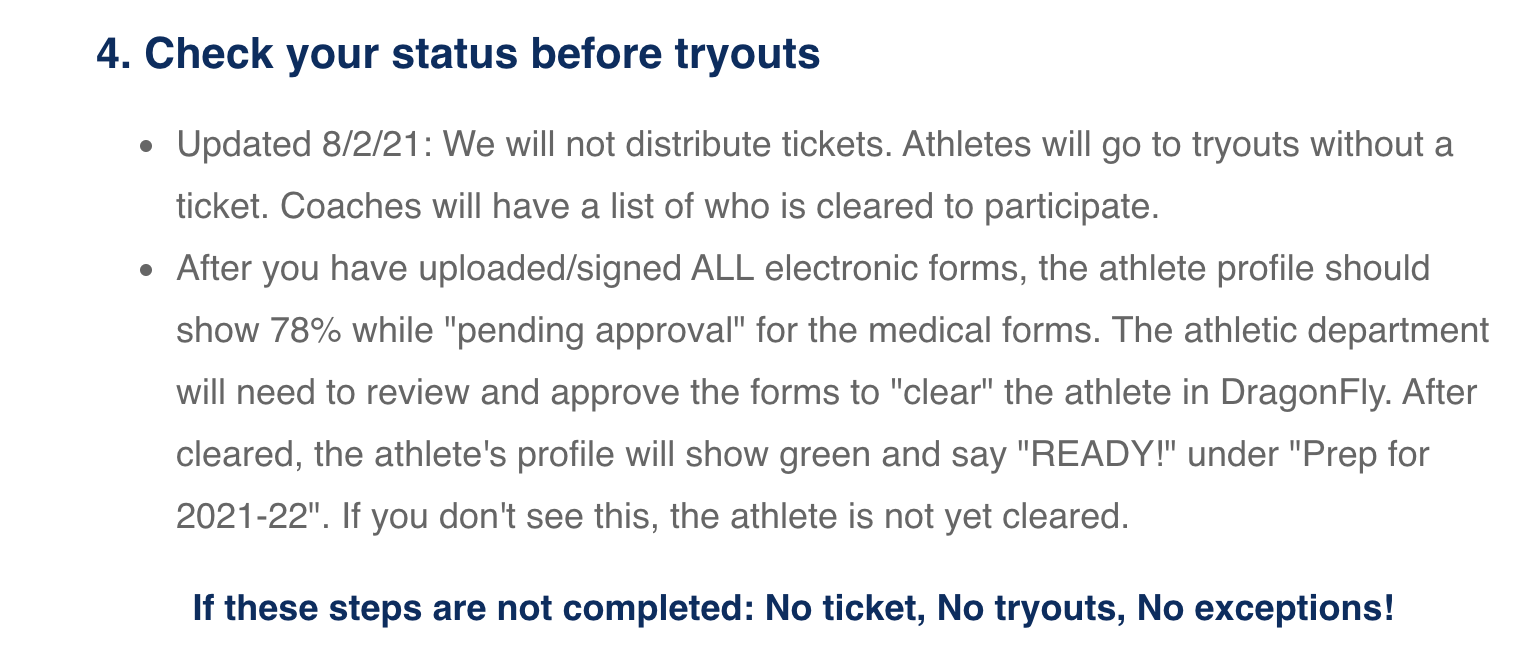 4. Check your status before tryouts
• Updated 8/2/21: We will not distribute tickets. Athletes will go to tryouts without a
ticket. Coaches will have a list of who is cleared to participate.
• After you have uploaded/signed ALL electronic forms, the athlete profile should
show 78% while "pending approval" for the medical forms. The athletic department
will need to review and approve the forms to "clear" the athlete in DragonFly. After
cleared, the athlete's profile will show green and say "READY!" under "Prep for
2021-22". If you don't see this, the athlete is not yet cleared.
If these steps are not completed: No ticket, No tryouts, No exceptions!